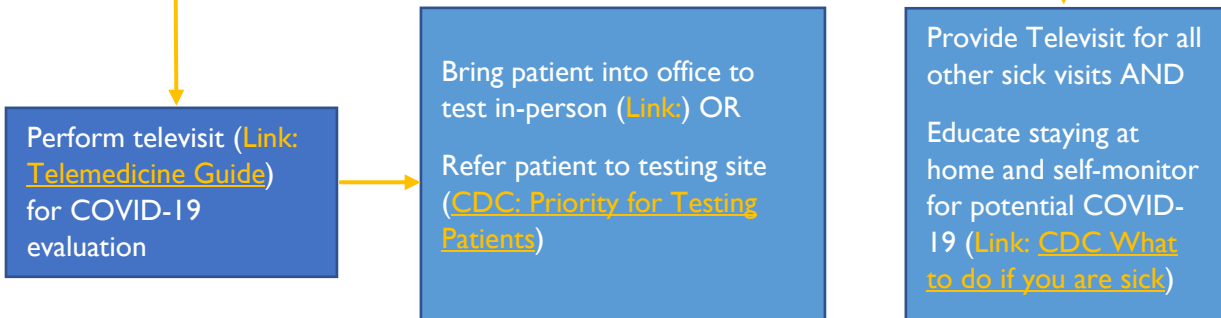 Perform televisit (Link:
Telemedicine Guide)
for COVID-19
evaluation
Bring patient into office to
test in-person (Link:) OR
Refer patient to testing site
(CDC: Priority for Testing
Patients)
Provide Televisit for all
other sick visits AND
Educate staying at
home and self-monitor
for potential COVID-
19 (Link: CDC What
to do if you are sick)